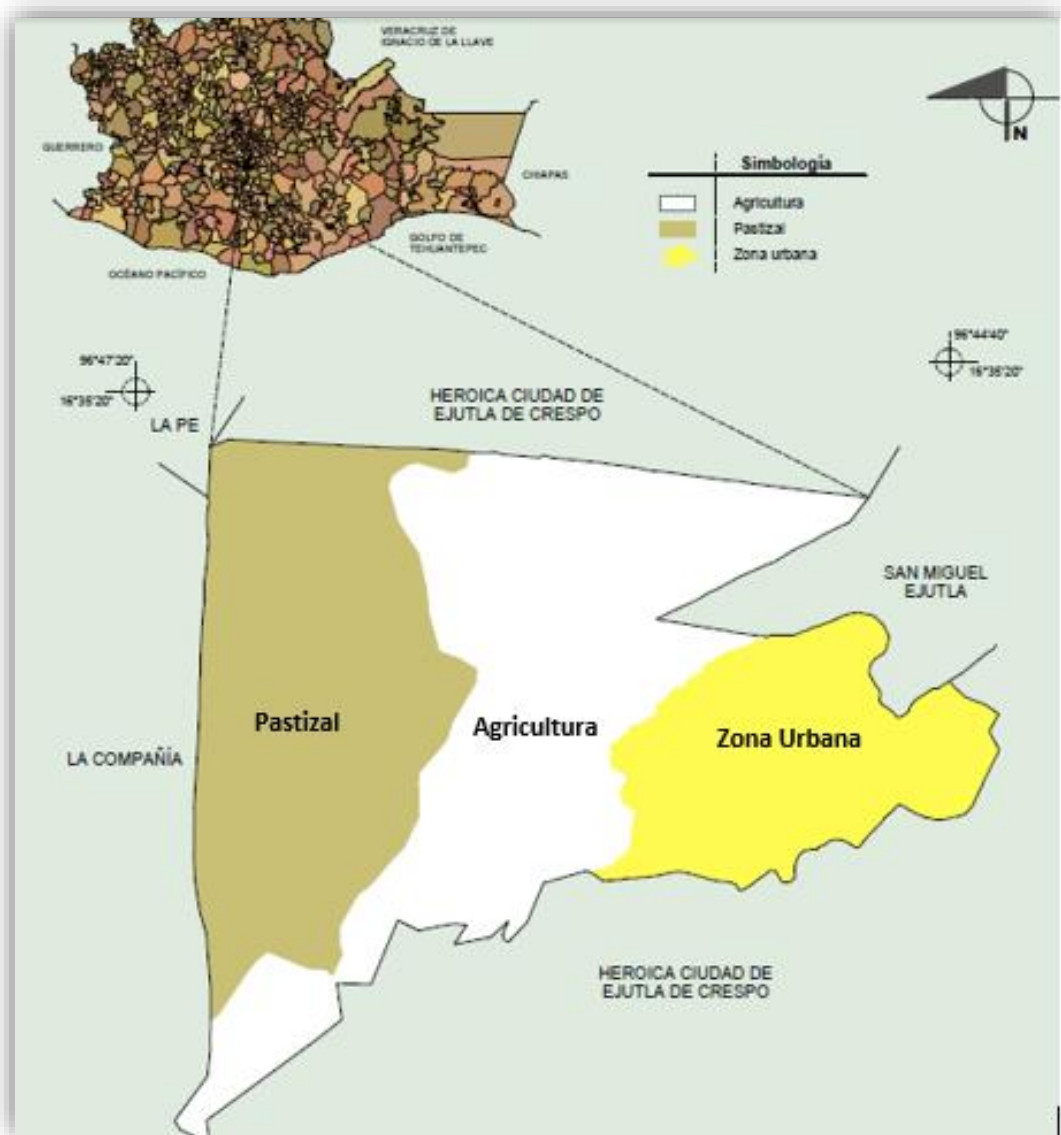 VERACRUZ DE
IGNACIO DE LA LLAVE
GUERRERO
CHIAPAS
GOLFO DE
TEHUANTEPEC
OCÉANO PACÍFICO
N
Simbología
Agricultura
Pastizal
Zona urbana
96°47'20"
16°35'20"
96°44'40"
16°35'20"
LA PE
HEROICA CIUDAD DE
EJUTLA DE CRESPO
SAN MIGUEL
EJUTLA
Pastizal
Agricultura
Zona Urbana
LA COMPAÑÍA
HEROICA CIUDAD DE
EJUTLA DE CRESPO